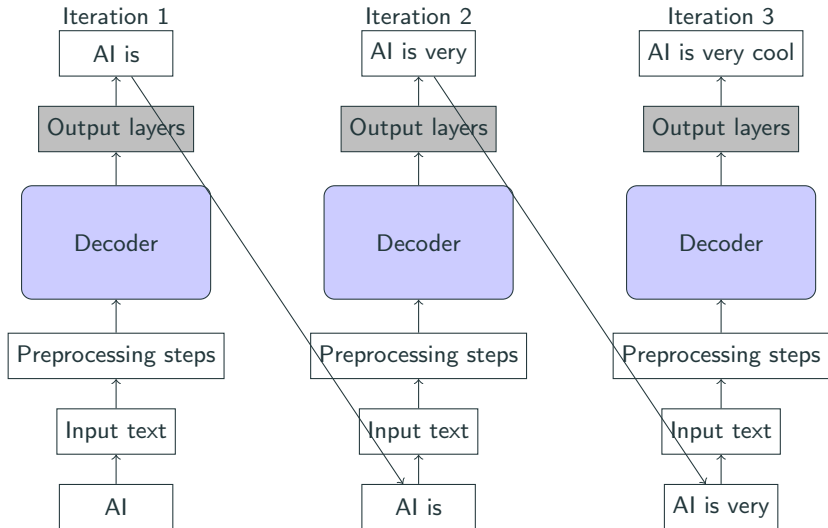 Iteration 1
AI is
Output layers
Decoder
Preprocessing steps
Input text
AI
Iteration 2
AI is very
Output layers
Decoder
Preprocessing steps
Input text
AI is
Iteration 3
AI is very cool
Output layers
Decoder
Preprocessing steps
Input text
AI is very